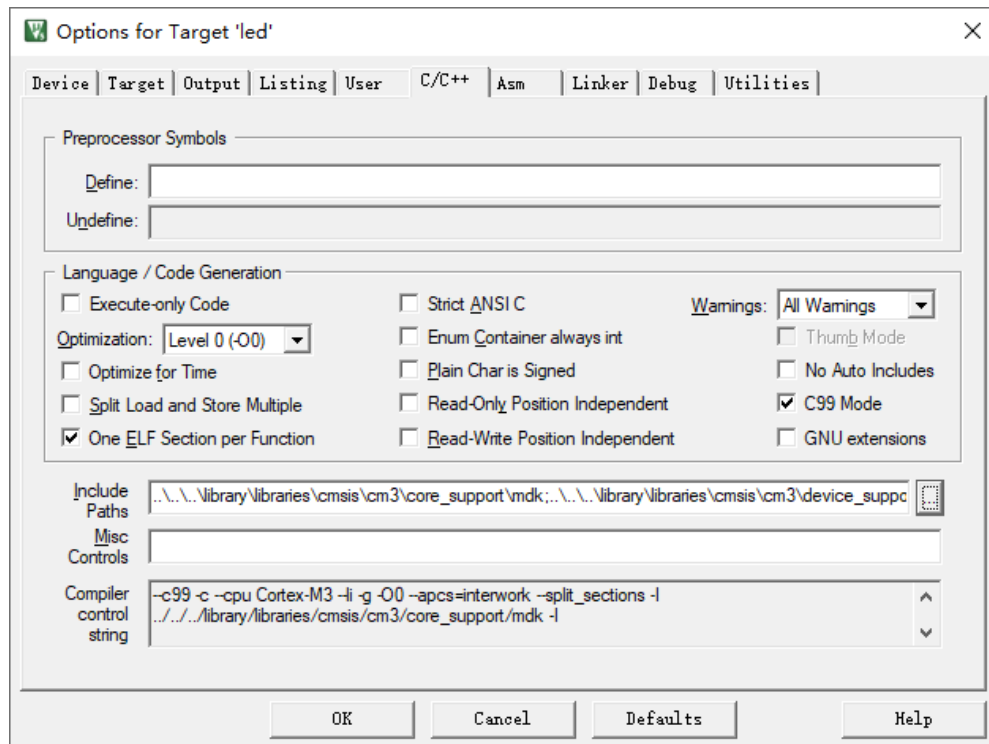 Options for Target 'led'
Device Target Output Listing User C/C++ Asm Linker Debug Utilities
Preprocessor Symbols
Define:
Undefine:
Language / Code Generation
Execute-only Code
Strict ANSI C
Warnings: All Warnings
Optimization: Level 0 (-O0)
Enum Container always int
Thumb Mode
Optimize for Time
Plain Char is Signed
No Auto Includes
Split Load and Store Multiple
Read-Only Position Independent
C99 Mode
One ELF Section per Function
Read-Write Position Independent
GNU extensions
Include Paths
..\..\..\library\libraries\cmsis\cm3\core_support\mdk;..\..\..\library\libraries\cmsis\cm3\device_suppo
...
Misc Controls
Compiler control string
--c99 -c --cpu Cortex-M3 --li -g -O0 --apcs=interwork --split_sections -I
../../../library/libraries/cmsis/cm3/core_support/mdk -I
OK Cancel Defaults Help